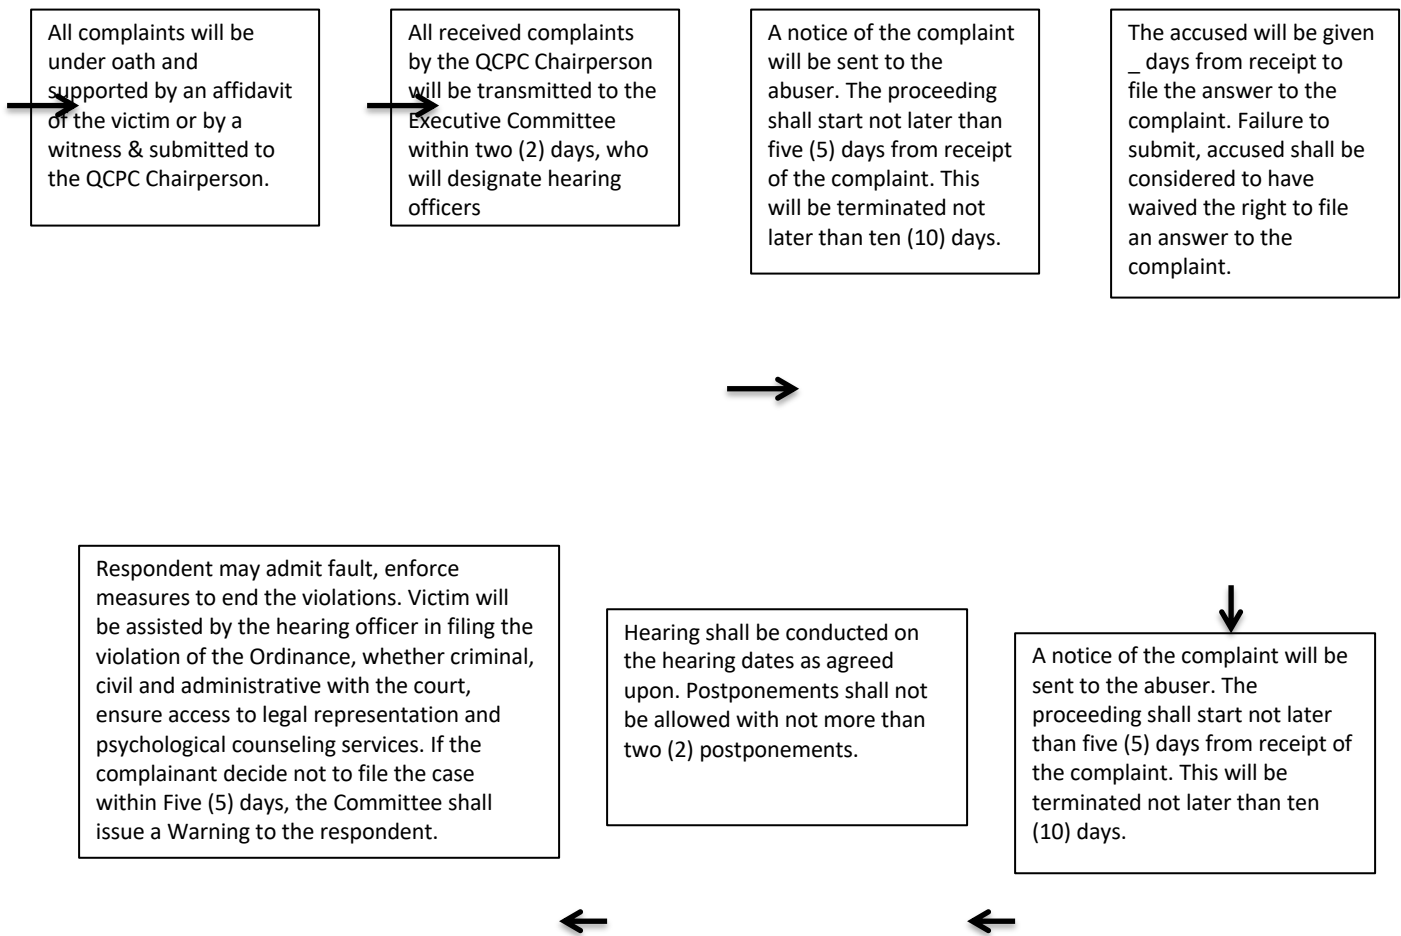 All complaints will be
under oath and
supported by an affidavit
of the victim or by a
witness & submitted to
the QCPC Chairperson.
All received complaints
by the QCPC Chairperson
will be transmitted to the
Executive Committee
within two (2) days, who
will designate hearing
officers
A notice of the complaint
will be sent to the
abuser. The proceeding
shall start not later than
five (5) days from receipt
of the complaint. This
will be terminated not
later than ten (10) days.
The accused will be given
_ days from receipt to
file the answer to the
complaint. Failure to
submit, accused shall be
considered to have
waived the right to file
an answer to the
complaint.
Respondent may admit fault, enforce
measures to end the violations. Victim will
be assisted by the hearing officer in filing the
violation of the Ordinance, whether criminal,
civil and administrative with the court,
ensure access to legal representation and
psychological counseling services. If the
complainant decide not to file the case
within Five (5) days, the Committee shall
issue a Warning to the respondent.
Hearing shall be conducted on
the hearing dates as agreed
upon. Postponements shall not
be allowed with not more than
two (2) postponements.
A notice of the complaint will be
sent to the abuser. The
proceeding shall start not later
than five (5) days from receipt of
the complaint. This will be
terminated not later than ten
(10) days.